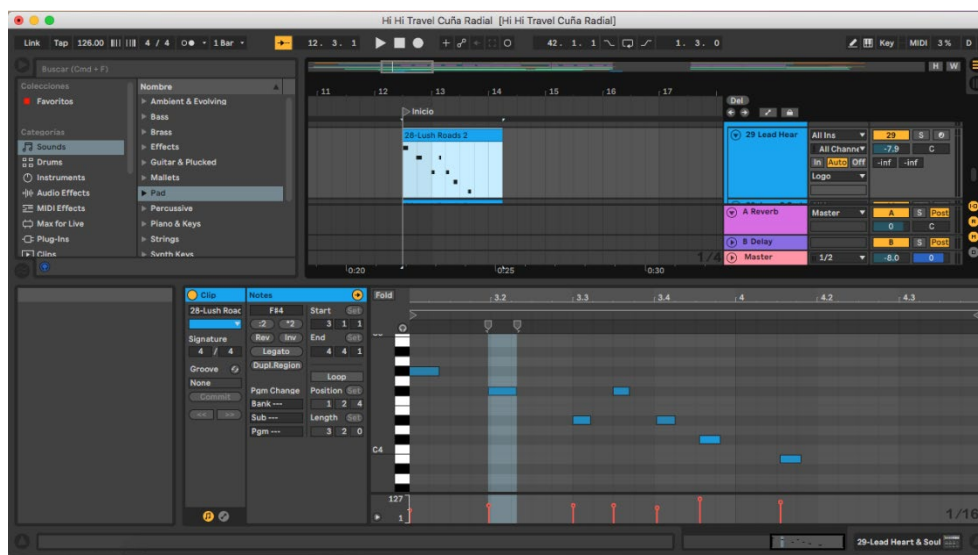 Hi Hi Travel Cuña Radial [Hi Hi Travel Cuña Radial]
Link Tap 126.00 4 / 4 1 Bar 12. 3. 1 42. 1. 1 1. 3. 0 Key MIDI 3 % D
Buscar (Cmd + F)
H W
Colecciones
Favoritos
Categorías
Sounds
Drums
Instruments
Audio Effects
MIDI Effects
Max for Live
Plug-Ins
Clips
Nombre
Ambient & Evolving
Bass
Brass
Effects
Guitar & Plucked
Mallets
Pad
Percussive
Piano & Keys
Strings
Synth Keys
11 12 13 14 15 16 17
Inicio
28-Lush Roads 2
0:20 0:25 0:30
1/4
Del
29 Lead Hear All Ins 29 S
All Channe -7.9 C
In Auto Off -inf -inf
Logo
A Reverb Master A S Post
0 C
B Delay B S Post
Master 1/2 -8.0 0
Clip
28-Lush Roac
Signature
4 / 4
Groove
None
Commit
<< >>
Notes
F#4
:2 *2
Rev Inv
Legato
Dupl.Region
Pgm Change
Bank ---
Sub ---
Pgm ---
Start Set
3 1 1
End Set
4 4 1
Loop
Position Set
1 2 4
Length Set
3 2 0
Fold
3.2 3.3 3.4 4 4.2 4.3
C4
127
1
1/16
29-Lead Heart & Soul